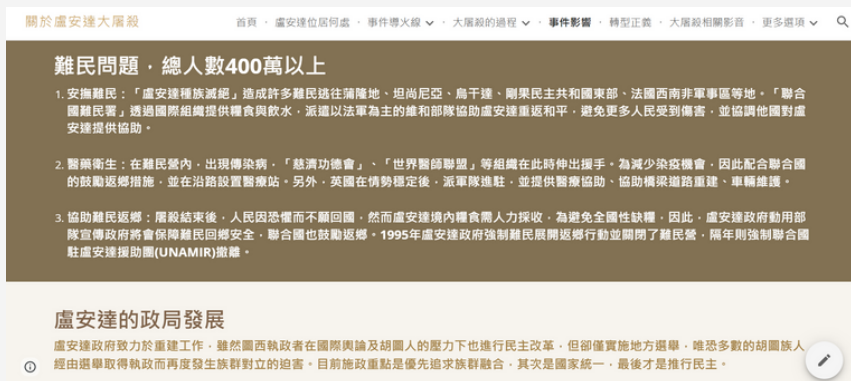 關於盧安達大屠殺
首頁 · 盧安達位居何處 · 事件導火線 · 大屠殺的過程 · 事件影響 · 轉型正義 · 大屠殺相關影音 · 更多選項
難民問題，總人數400萬以上
1. 安撫難民：「盧安達種族滅絕」造成許多難民逃往蒲隆地、坦尚尼亞、烏干達、剛果民主共和國東部、法國西南非軍事區等地。「聯合
國難民署」透過國際組織提供糧食與飲水，派遣以法軍為主的維和部隊協助盧安達重返和平，避免更多人民受到傷害，並協調他國對盧
安達提供協助。
2. 醫藥衛生：在難民營內，出現傳染病，「慈濟功德會」、「世界醫師聯盟」等組織在此時伸出援手。為減少染疫機會，因此配合聯合國
的鼓勵返鄉措施，並在沿路設置醫療站。另外，英國在情勢穩定後，派軍隊進駐，並提供醫療協助、協助橋梁道路重建、車輛維護。
3. 協助難民返鄉：屠殺結束後，人民因恐懼而不願回國，然而盧安達境內糧食需人力採收，為避免全國性缺糧，因此，盧安達政府動用部
隊宣傳政府將會保障難民回鄉安全，聯合國也鼓勵返鄉。1995年盧安達政府強制難民展開返鄉行動並關閉了難民營，隔年則強制聯合國
駐盧安達援助團(UNAMIR)撤離。
盧安達的政局發展
盧安達政府致力於重建工作，雖然圖西執政者在國際輿論及胡圖人的壓力下也進行民主改革，但卻僅實施地方選舉，唯恐多數的胡圖族人
經由選舉取得執政而再度發生族群對立的迫害。目前施政重點是優先追求族群融合，其次是國家統一，最後才是推行民主。